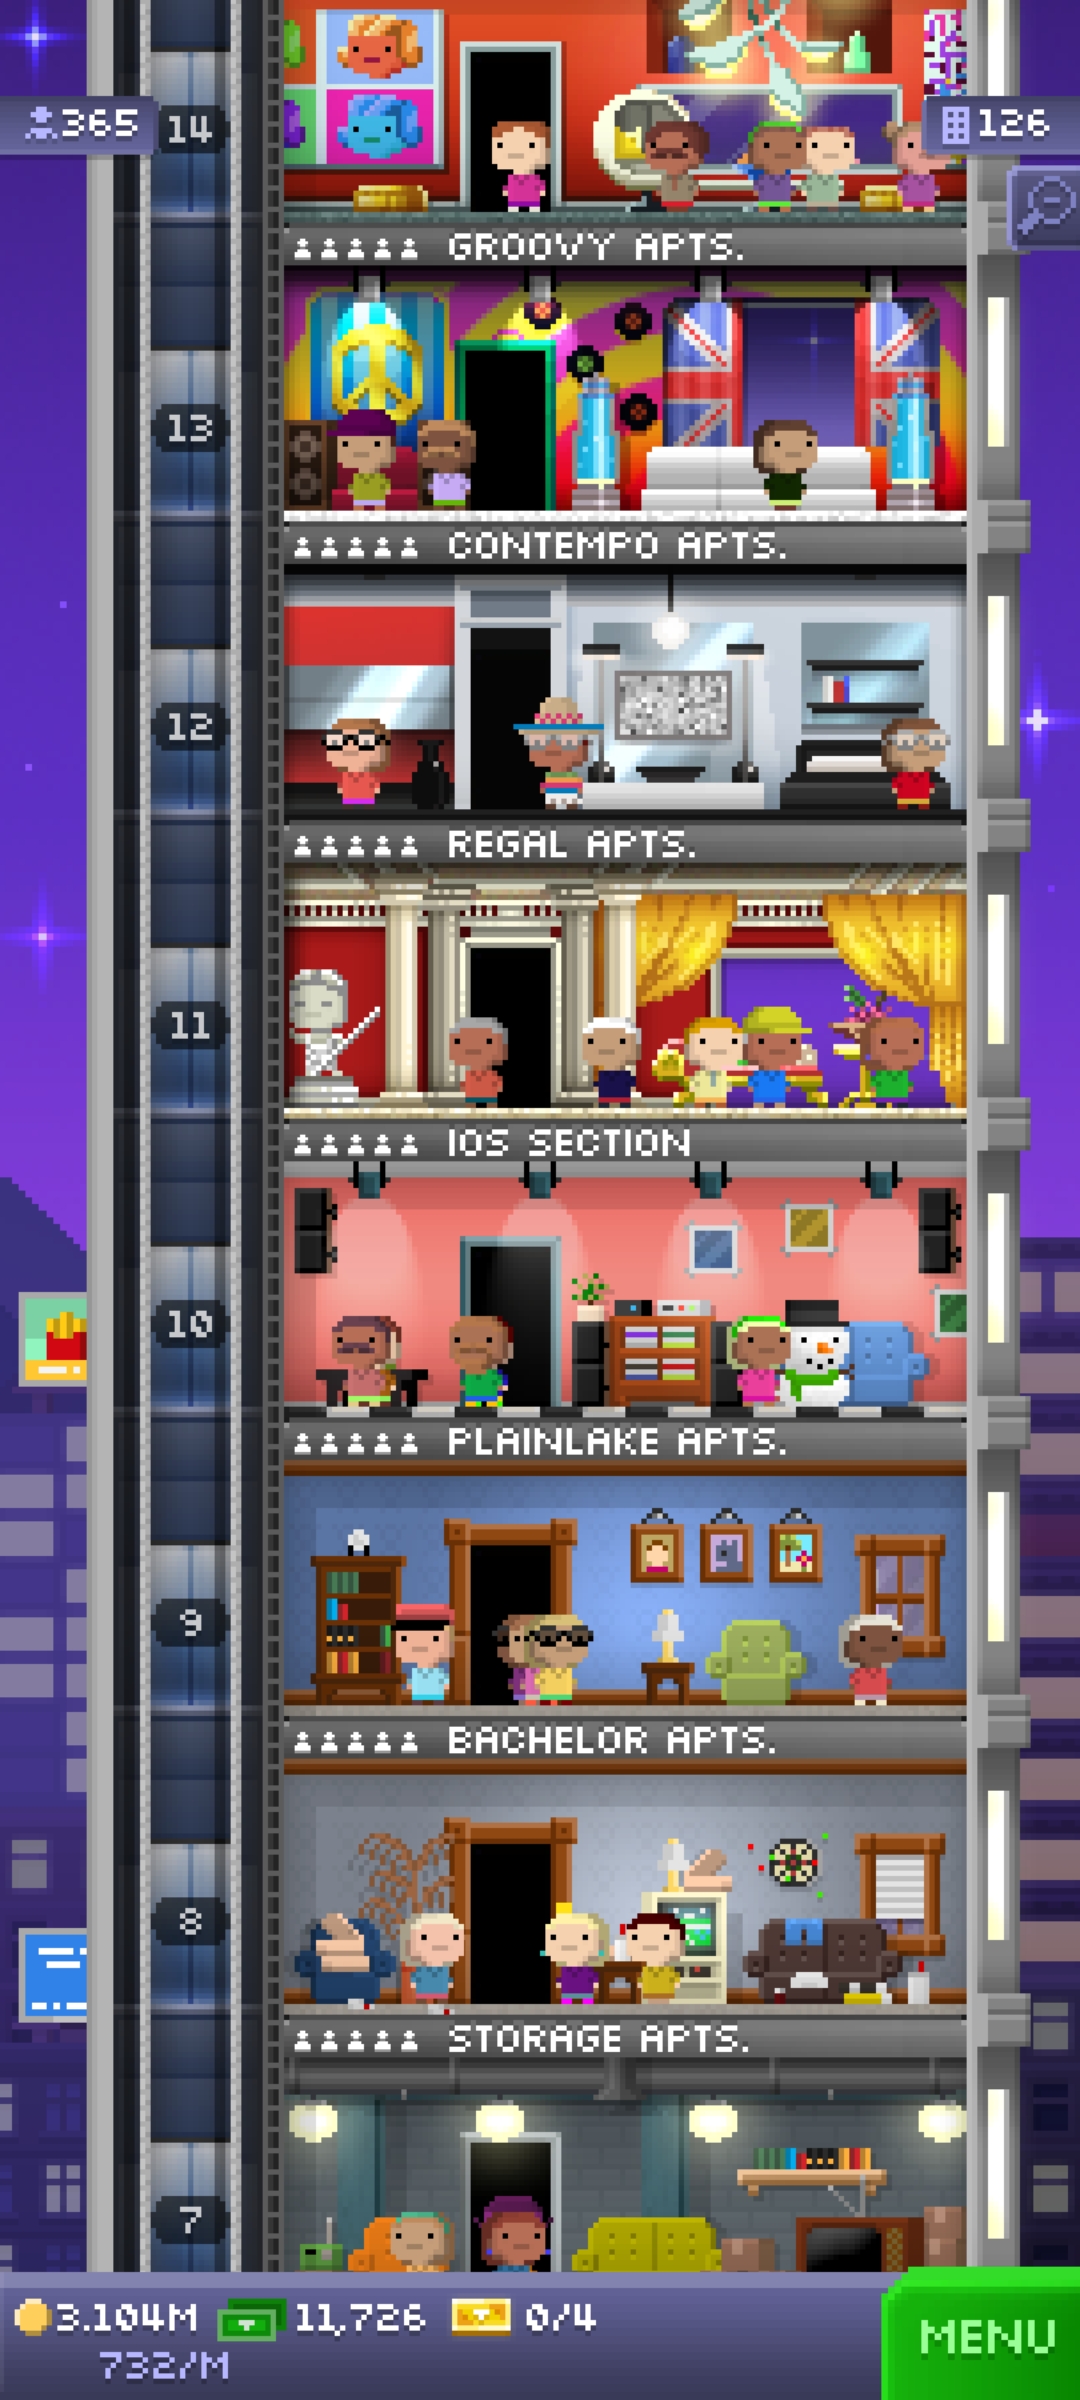 365
14
126
GROOVY APTS.
13
CONTEMPO APTS.
12
REGAL APTS.
11
IOS SECTION
10
PLAINLAKE APTS.
9
BACHELOR APTS.
8
STORAGE APTS.
7
3.104M 11,726 0/4
732/M
MENU